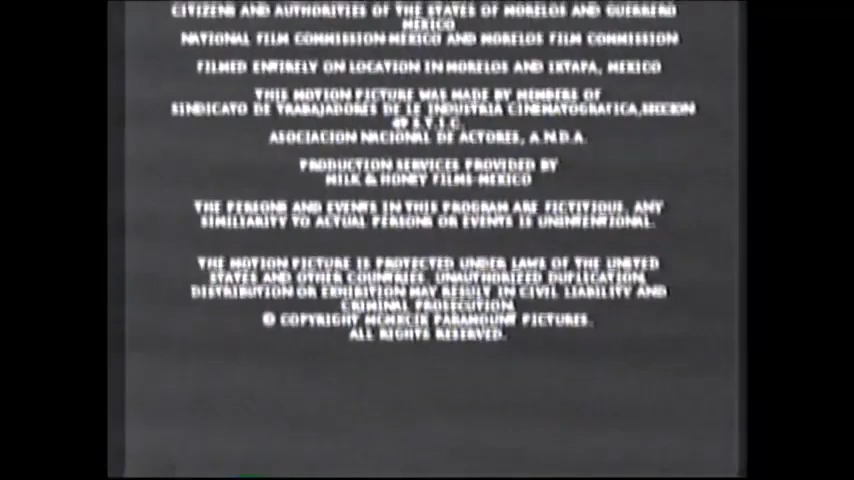 CITIZENS AND AUTHORITIES OF THE STATES OF MORELOS AND GUERRERO
MEXICO
NATIONAL FILM COMMISSION-MEXICO AND MORELOS FILM COMMISSION
FILMED ENTIRELY ON LOCATION IN MORELOS AND IXTAPA, MEXICO
THIS MOTION PICTURE WAS MADE BY MEMBERS OF
SINDICATO DE TRABAJADORES DE LE INDUSTRIA CINEMATOGRAFICA,SECCION
49 S.T.I.C.
ASOCIACION NACIONAL DE ACTORES, A.N.D.A.
PRODUCTION SERVICES PROVIDED BY
MILK & HONEY FILMS-MEXICO
THE PERSONS AND EVENTS IN THIS PROGRAM ARE FICTITIOUS. ANY
SIMILIARITY TO ACTUAL PERSONS OR EVENTS IS UNINTENTIONAL.
THE MOTION PICTURE IS PROTECTED UNDER LAWS OF THE UNITED
STATES AND OTHER COUNTRIES. UNAUTHORIZED DUPLICATION,
DISTRIBUTION OR EXHIBITION MAY RESULT IN CIVIL LIABILITY AND
CRIMINAL PROSECUTION.
© COPYRIGHT MCMXCIX PARAMOUNT PICTURES.
ALL RIGHTS RESERVED.